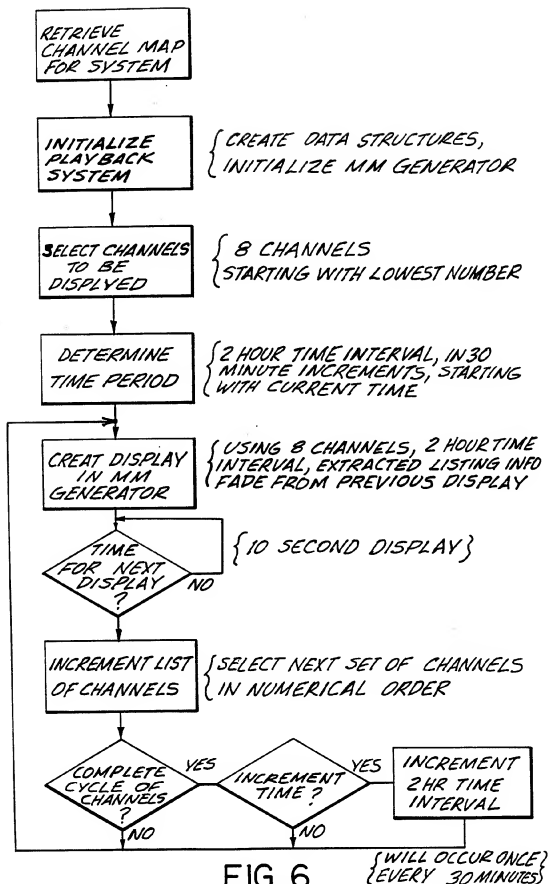 RETRIEVE
CHANNEL MAP
FOR SYSTEM
INITIALIZE
PLAYBACK
SYSTEM
{CREATE DATA STRUCTURES,
INITIALIZE MM GENERATOR
SELECT CHANNELS
TO BE
DISPLYED
{8 CHANNELS
STARTING WITH LOWEST NUMBER
DETERMINE
TIME PERIOD
{2 HOUR TIME INTERVAL, IN 30
MINUTE INCREMENTS, STARTING
WITH CURRENT TIME
CREAT DISPLAY
IN MM
GENERATOR
{USING 8 CHANNELS, 2 HOUR TIME
INTERVAL, EXTRACTED LISTING INFO
FADE FROM PREVIOUS DISPLAY
TIME
FOR NEXT
DISPLAY
?
NO
{10 SECOND DISPLAY}
INCREMENT LIST
OF CHANNELS
{SELECT NEXT SET OF CHANNELS
IN NUMERICAL ORDER
COMPLETE
CYCLE OF
CHANNELS
?
YES
NO
INCREMENT
TIME ?
YES
NO
INCREMENT
2HR TIME
INTERVAL
{WILL OCCUR ONCE}
{EVERY 30 MINUTES}
FIG 6